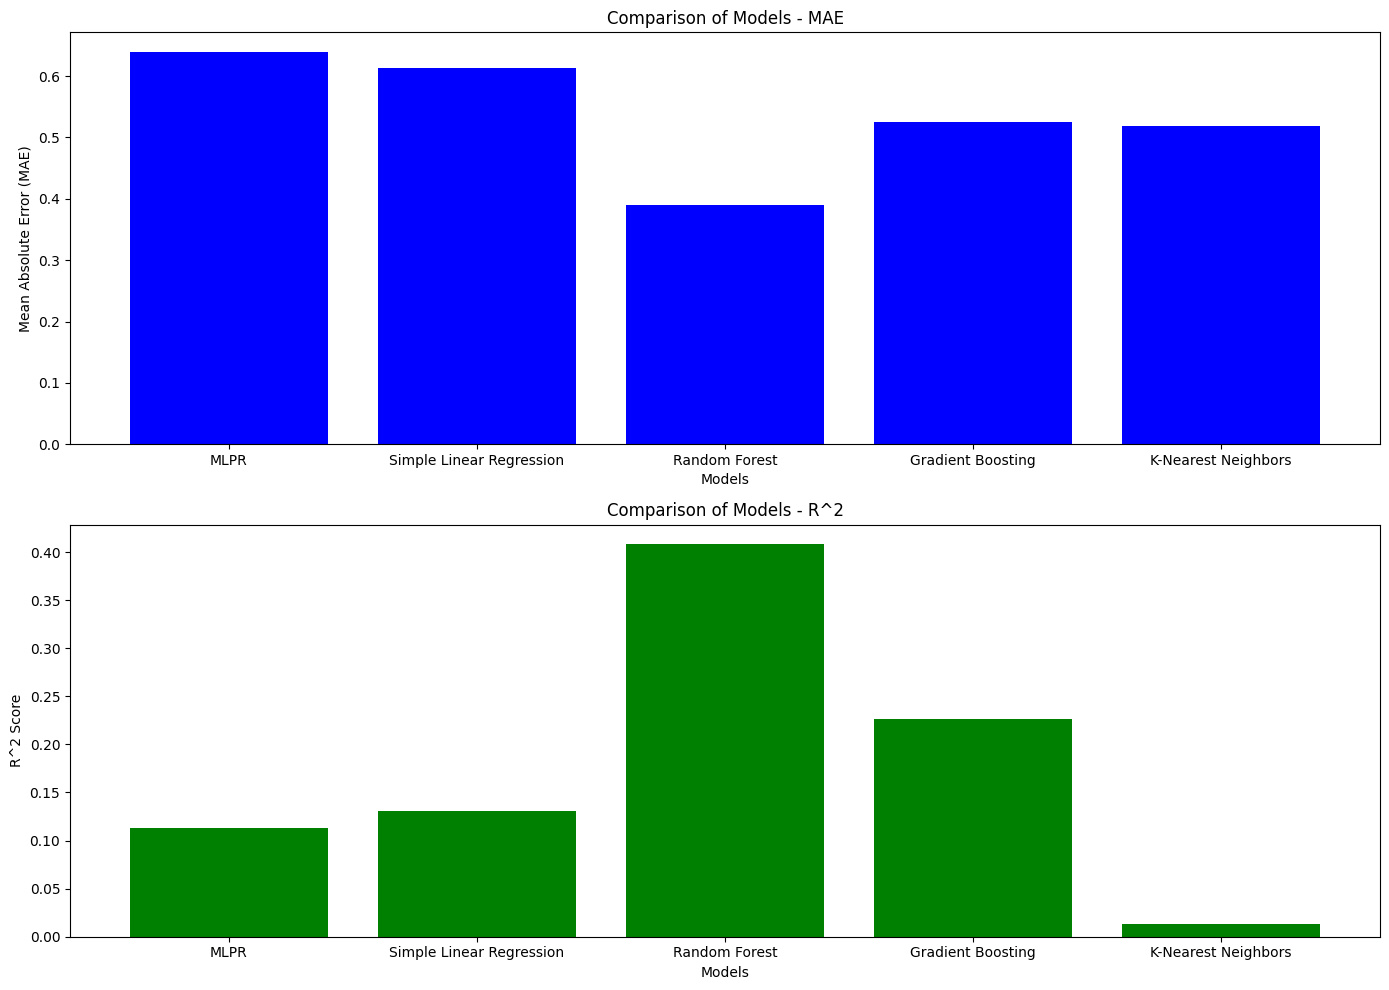 Comparison of Models - MAE
Mean Absolute Error (MAE)
0.6
0.5
0.4
0.3
0.2
0.1
0.0
MLPR Simple Linear Regression Random Forest Gradient Boosting K-Nearest Neighbors
Models
Comparison of Models - R^2
R^2 Score
0.40
0.35
0.30
0.25
0.20
0.15
0.10
0.05
0.00
MLPR Simple Linear Regression Random Forest Gradient Boosting K-Nearest Neighbors
Models